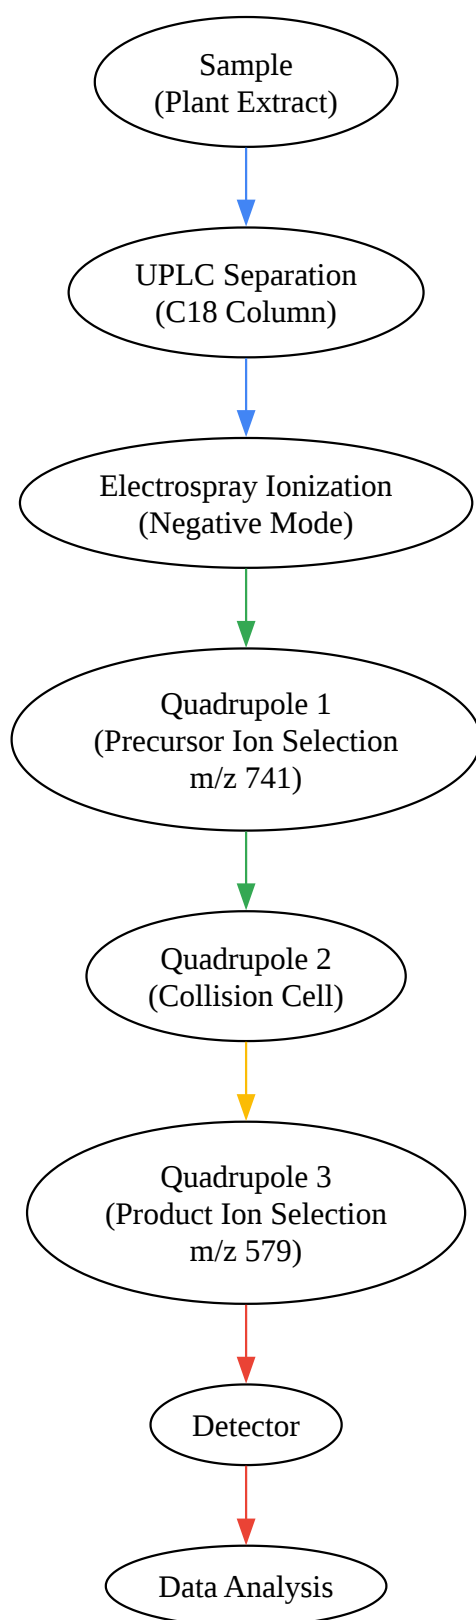 Sample
(Plant Extract)
UPLC Separation
(C18 Column)
Electrospray Ionization
(Negative Mode)
Quadrupole 1
(Precursor Ion Selection
m/z 741)
Quadrupole 2
(Collision Cell)
Quadrupole 3
(Product Ion Selection
m/z 579)
Detector
Data Analysis